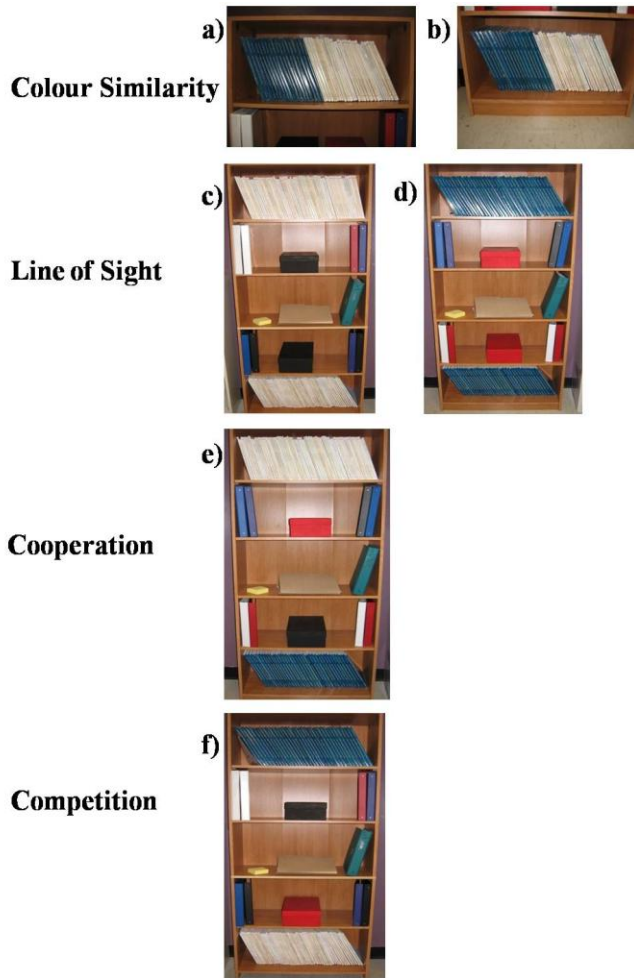 a)
b)
Colour Similarity
c)
d)
Line of Sight
e)
Cooperation
f)
Competition